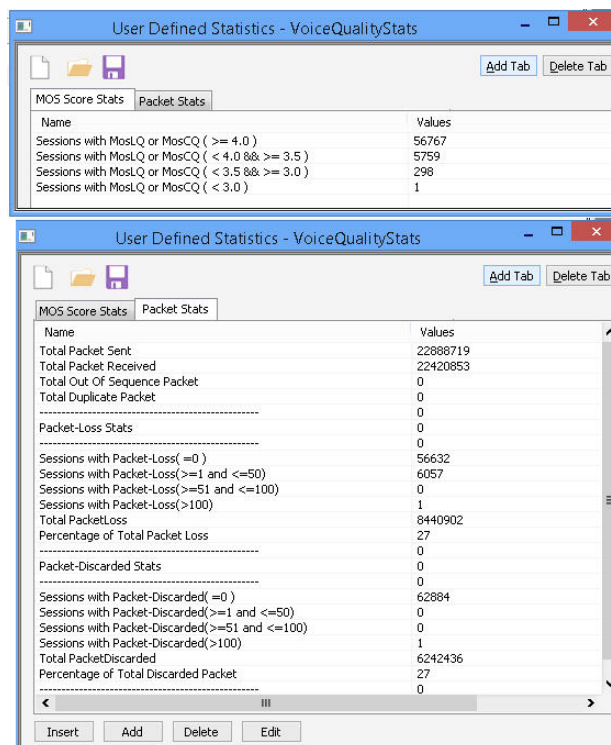 User Defined Statistics - VoiceQualityStats
Add Tab Delete Tab
MOS Score Stats Packet Stats
Name Values
Sessions with MosLQ or MosCQ ( >= 4.0 ) 56767
Sessions with MosLQ or MosCQ ( < 4.0 && >= 3.5 ) 5759
Sessions with MosLQ or MosCQ ( < 3.5 && >= 3.0 ) 298
Sessions with MosLQ or MosCQ ( < 3.0 ) 1
User Defined Statistics - VoiceQualityStats
Add Tab Delete Tab
MOS Score Stats Packet Stats
Name Values
Total Packet Sent 22888719
Total Packet Received 22420853
Total Out Of Sequence Packet 0
Total Duplicate Packet 0
-------------------------------------------------- 0
Packet-Loss Stats 0
-------------------------------------------------- 0
Sessions with Packet-Loss( =0 ) 56632
Sessions with Packet-Loss(>=1 and <=50) 6057
Sessions with Packet-Loss(>=51 and <=100) 0
Sessions with Packet-Loss(>100) 1
Total PacketLoss 8440902
Percentage of Total Packet Loss 27
-------------------------------------------------- 0
Packet-Discarded Stats 0
-------------------------------------------------- 0
Sessions with Packet-Discarded( =0 ) 62884
Sessions with Packet-Discarded(>=1 and <=50) 0
Sessions with Packet-Discarded(>=51 and <=100) 0
Sessions with Packet-Discarded(>100) 1
Total PacketDiscarded 6242436
Percentage of Total Discarded Packet 27
-------------------------------------------------- 0
Insert Add Delete Edit